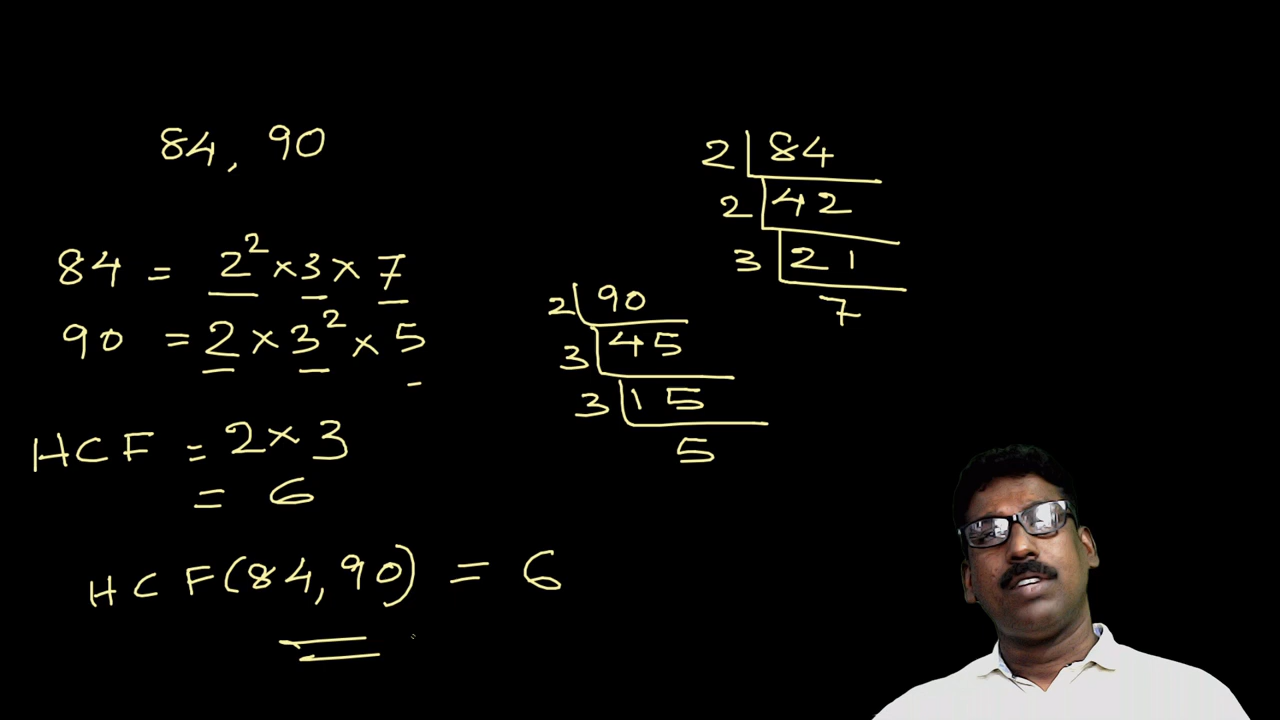 84, 90
84 = 2² × 3 × 7
90 = 2 × 3² × 5
HCF = 2 × 3
= 6
HCF(84,90) = 6
2 | 90
3 | 45
3 | 15
5
2 | 84
2 | 42
3 | 21
7